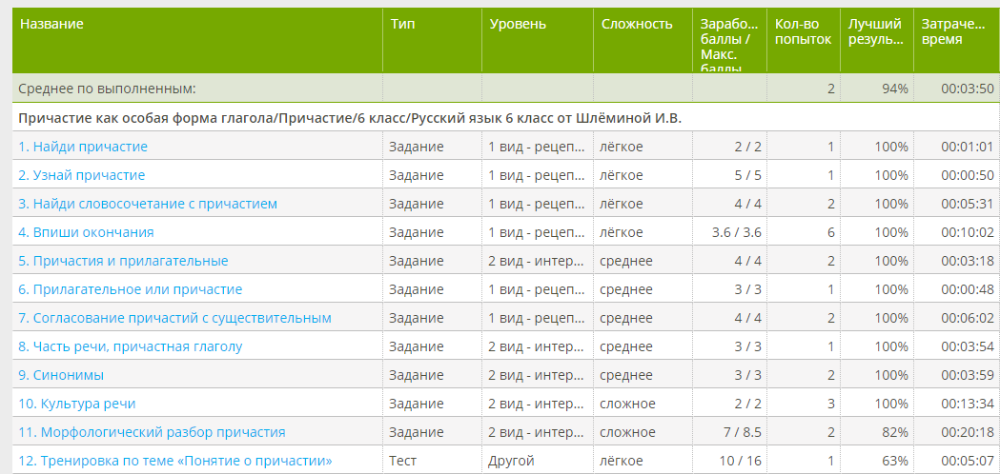 Название Тип Уровень Сложность Зарабо... баллы / Макс. баллы Кол-во попыток Лучший резуль... Затраче... время
Среднее по выполненным: 2 94% 00:03:50
Причастие как особая форма глагола/Причастие/6 класс/Русский язык 6 класс от Шлёминой И.В.
1. Найди причастие Задание 1 вид - рецеп... лёгкое 2 / 2 1 100% 00:01:01
2. Узнай причастие Задание 1 вид - рецеп... лёгкое 5 / 5 1 100% 00:00:50
3. Найди словосочетание с причастием Задание 1 вид - рецеп... лёгкое 4 / 4 2 100% 00:05:31
4. Впиши окончания Задание 1 вид - рецеп... лёгкое 3.6 / 3.6 6 100% 00:10:02
5. Причастия и прилагательные Задание 2 вид - интер... среднее 4 / 4 2 100% 00:03:18
6. Прилагательное или причастие Задание 1 вид - рецеп... среднее 3 / 3 1 100% 00:00:48
7. Согласование причастий с существительным Задание 1 вид - рецеп... среднее 4 / 4 2 100% 00:06:02
8. Часть речи, причастная глаголу Задание 2 вид - интер... среднее 3 / 3 1 100% 00:03:54
9. Синонимы Задание 2 вид - интер... среднее 3 / 3 2 100% 00:03:59
10. Культура речи Задание 2 вид - интер... сложное 2 / 2 3 100% 00:13:34
11. Морфологический разбор причастия Задание 2 вид - интер... сложное 7 / 8.5 2 82% 00:20:18
12. Тренировка по теме «Понятие о причастии» Тест Другой лёгкое 10 / 16 1 63% 00:05:07